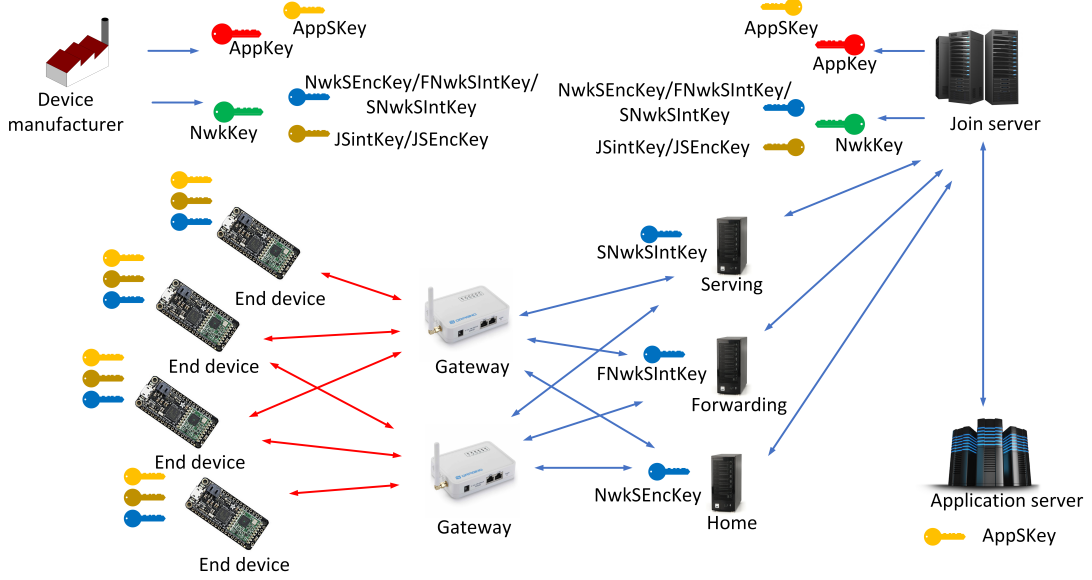 AppSKey
AppKey
Device
manufacturer
NwkSEncKey/FNwkSIntKey/
SNwkSIntKey
NwkKey
JSintKey/JSEncKey
AppSKey
AppKey
NwkSEncKey/FNwkSIntKey/
SNwkSIntKey
Join server
NwkKey
JSintKey/JSEncKey
SNwkSIntKey
Serving
End device
Gateway
End device
FNwkSIntKey
Forwarding
End device
Gateway
NwkSEncKey
Home
End device
Application server
AppSKey